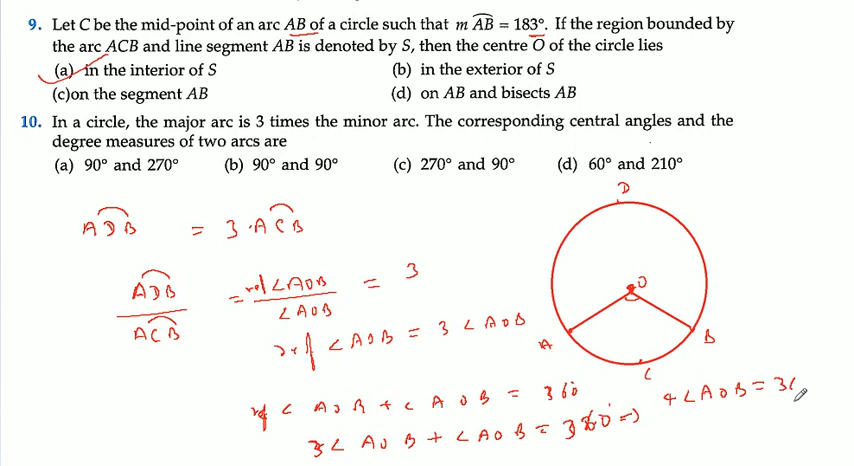 9. Let C be the mid-point of an arc AB of a circle such that m AB = 183°. If the region bounded by
the arc ACB and line segment AB is denoted by S, then the centre O of the circle lies
(a) in the interior of S (b) in the exterior of S
(c)on the segment AB (d) on AB and bisects AB
10. In a circle, the major arc is 3 times the minor arc. The corresponding central angles and the
degree measures of two arcs are
(a) 90° and 270° (b) 90° and 90° (c) 270° and 90° (d) 60° and 210°
D
ADB = 3 · ACB
ADB / ACB = ref ∠AOB / ∠AOB = 3
O
ref ∠AOB = 3 ∠AOB
A B
C
ref ∠AOB + ∠AOB = 360
3∠AOB + ∠AOB = 360 ⇒ 4∠AOB = 36